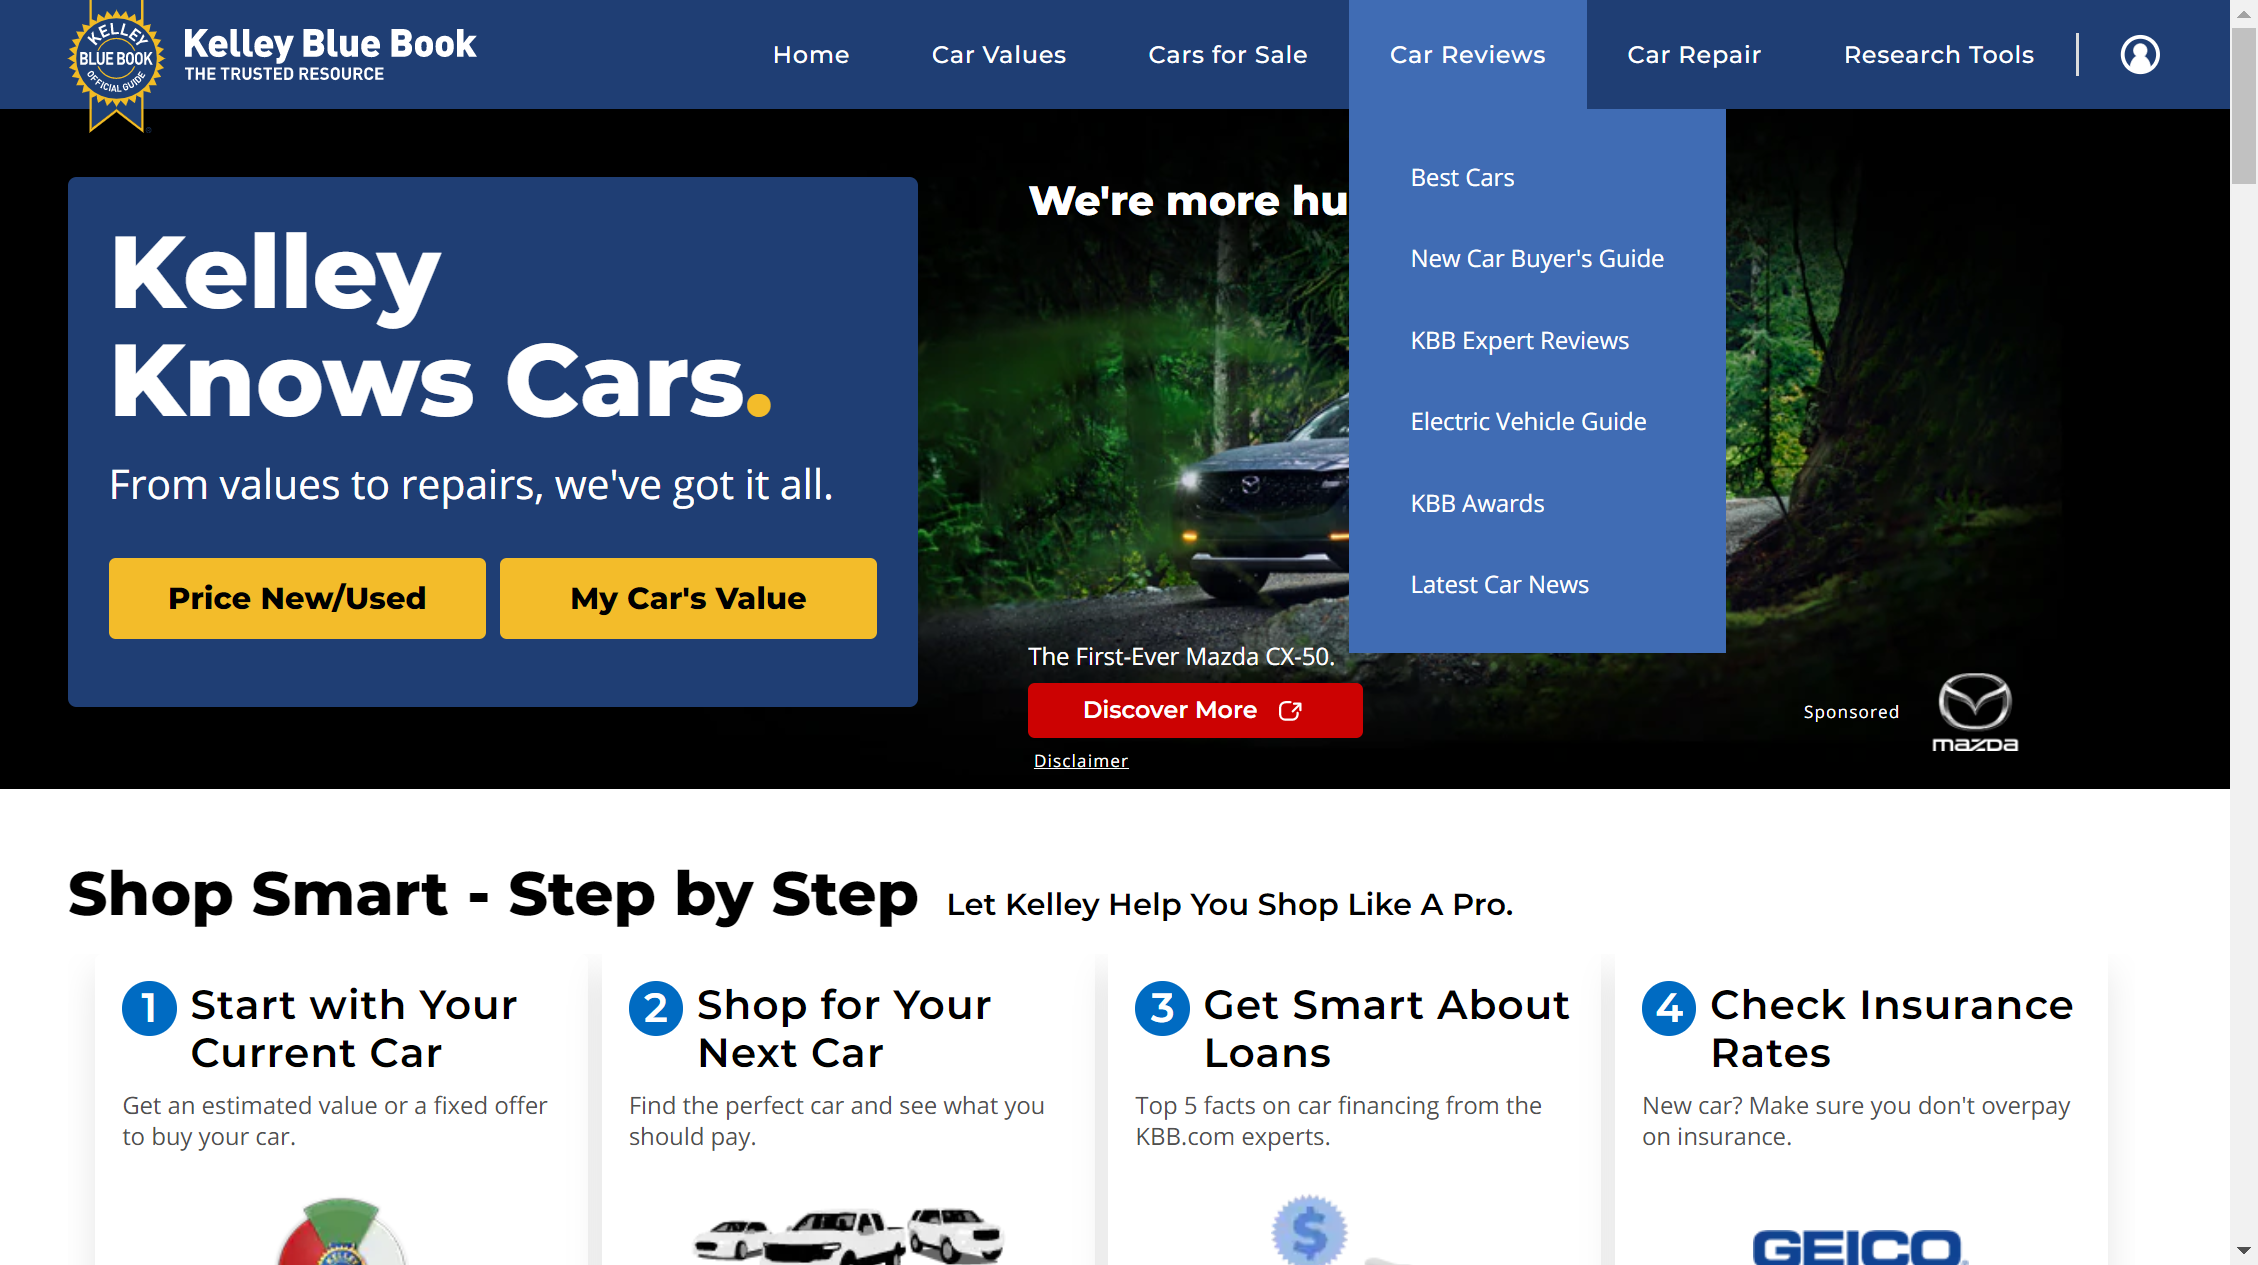 KELLEY
BLUE BOOK
OFFICIAL GUIDE
Kelley Blue Book
THE TRUSTED RESOURCE
Home
Car Values
Cars for Sale
Car Reviews
Car Repair
Research Tools
Best Cars
New Car Buyer's Guide
KBB Expert Reviews
Electric Vehicle Guide
KBB Awards
Latest Car News
Kelley
Knows Cars.
From values to repairs, we've got it all.
Price New/Used
My Car's Value
We're more hu
The First-Ever Mazda CX-50.
Discover More
Disclaimer
Sponsored
mazda
Shop Smart - Step by Step
Let Kelley Help You Shop Like A Pro.
1 Start with Your
Current Car
Get an estimated value or a fixed offer
to buy your car.
2 Shop for Your
Next Car
Find the perfect car and see what you
should pay.
3 Get Smart About
Loans
Top 5 facts on car financing from the
KBB.com experts.
4 Check Insurance
Rates
New car? Make sure you don't overpay
on insurance.
KELLEY
$
GEICO